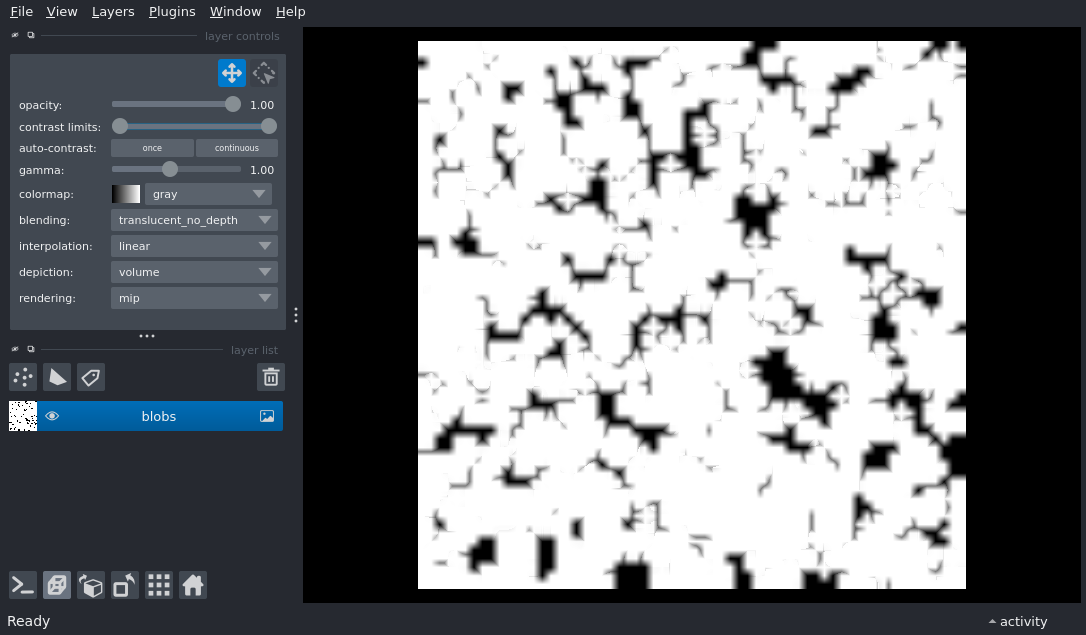 File View Layers Plugins Window Help
layer controls
opacity: 1.00
contrast limits:
auto-contrast: once continuous
gamma: 1.00
colormap: gray
blending: translucent_no_depth
interpolation: linear
depiction: volume
rendering: mip
layer list
blobs
Ready
activity